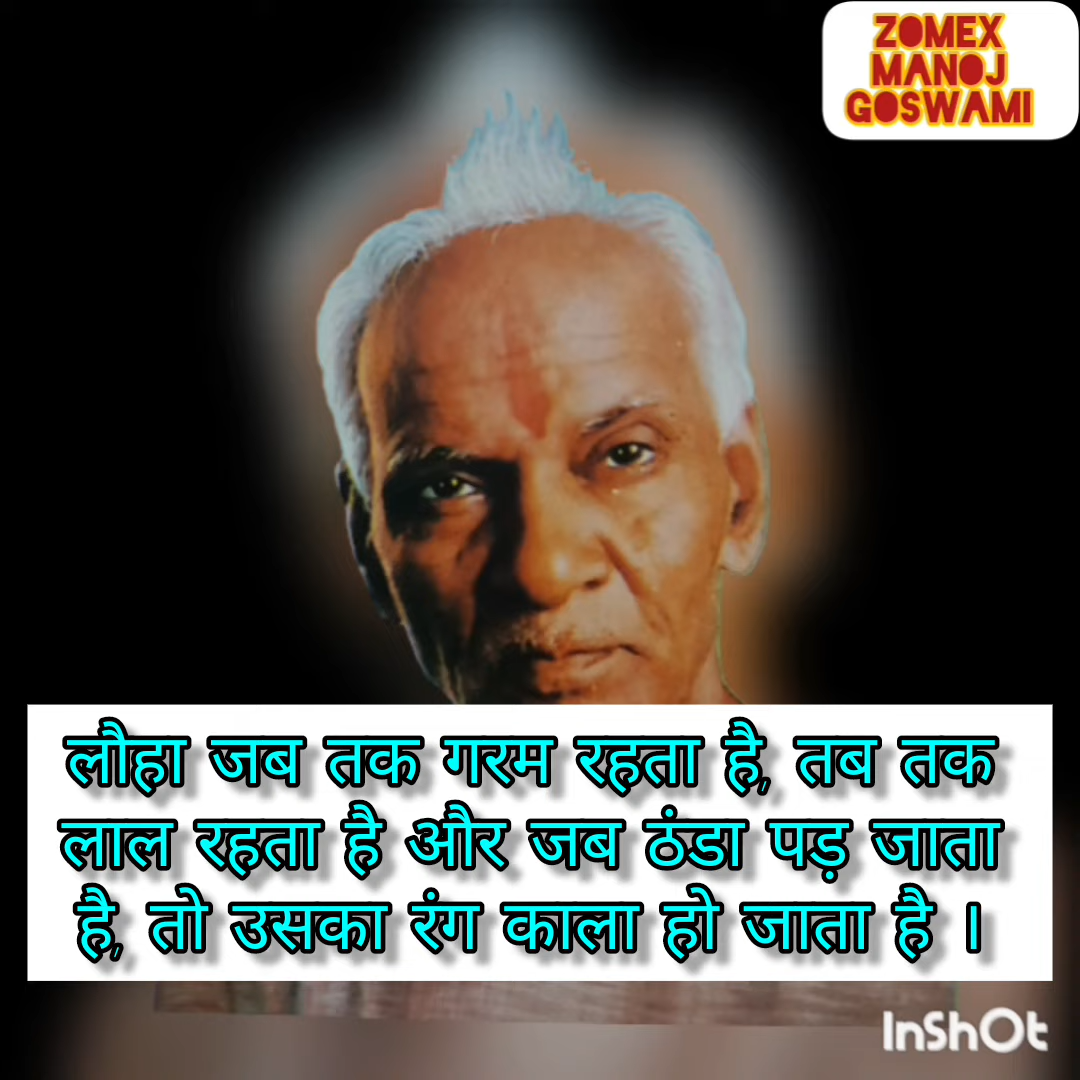 ZOMEX
MANOJ
GOSWAMI
लौहा जब तक गरम रहता है, तब तक
लाल रहता है और जब ठंडा पड़ जाता
है, तो उसका रंग काला हो जाता है ।
InShOt